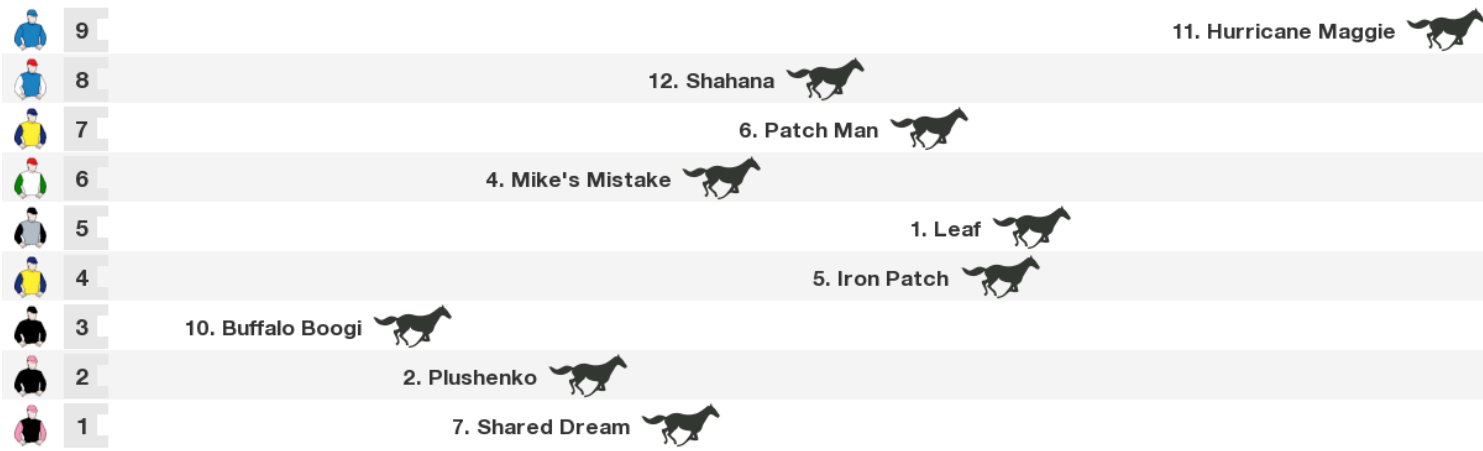 9 11. Hurricane Maggie
8 12. Shahana
7 6. Patch Man
6 4. Mike's Mistake
5 1. Leaf
4 5. Iron Patch
3 10. Buffalo Boogi
2 2. Plushenko
1 7. Shared Dream